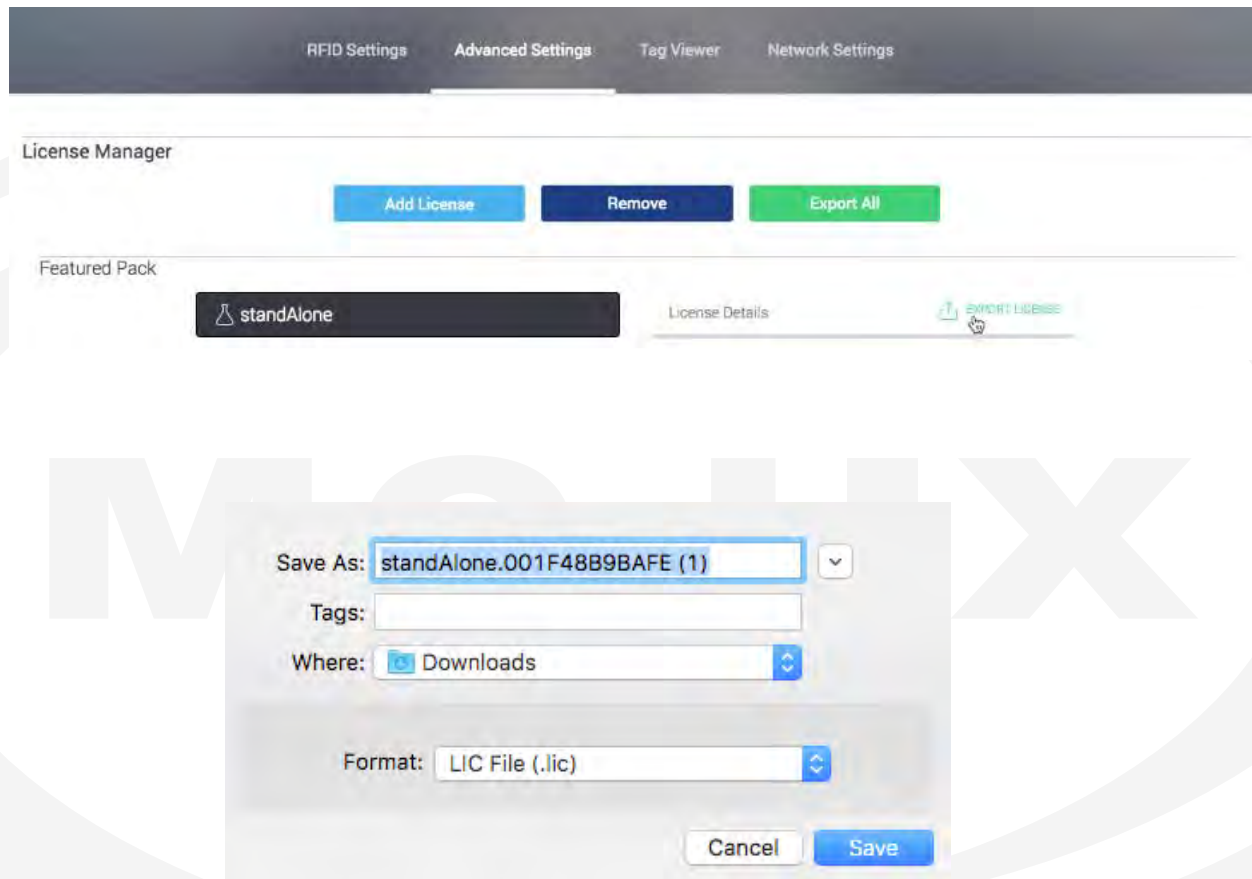 RFID Settings Advanced Settings Tag Viewer Network Settings
License Manager
Add License Remove Export All
Featured Pack
standAlone License Details EXPORT LICENSE
Save As: standAlone.001F48B9BAFE (1)
Tags:
Where: Downloads
Format: LIC File (.lic)
Cancel Save